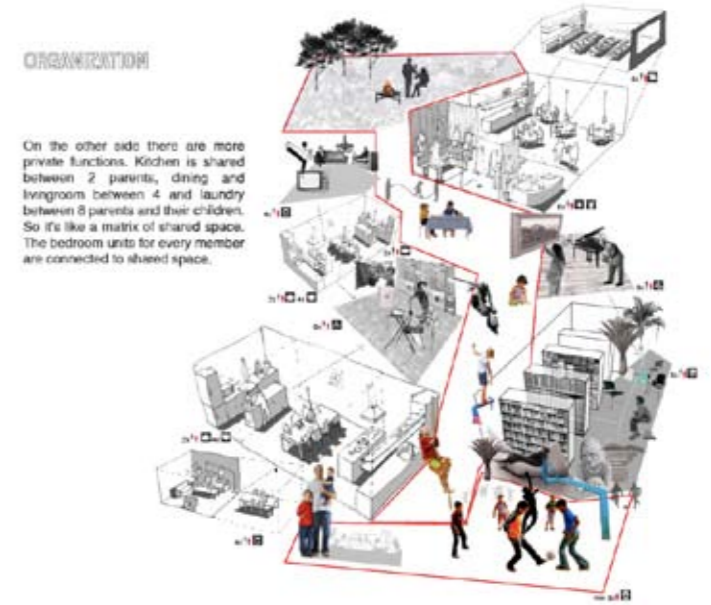 ORGANIZATION
On the other side there are more
private functions. Kitchen is shared
between 2 parents, dining and
livingroom between 4 and laundry
between 8 parents and their children.
So it's like a matrix of shared space.
The bedroom units for every member
are connected to shared space.